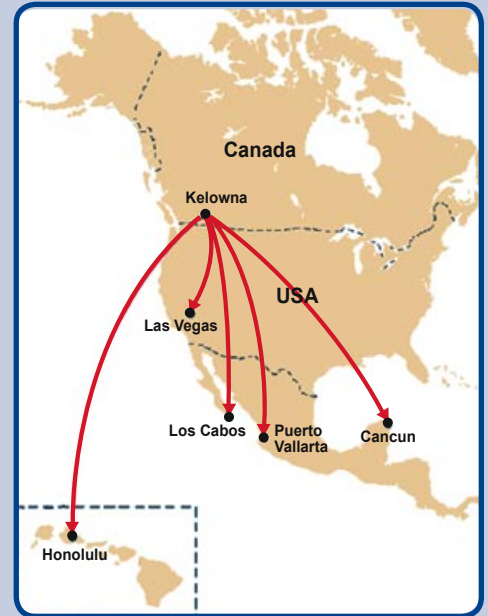 Canada
Kelowna
USA
Las Vegas
Los Cabos
Puerto
Vallarta
Cancun
Honolulu